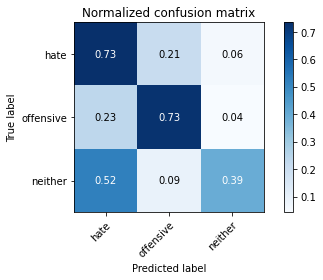 Normalized confusion matrix
True label
hate 0.73 0.21 0.06
offensive 0.23 0.73 0.04
neither 0.52 0.09 0.39
hate offensive neither
Predicted label
0.7
0.6
0.5
0.4
0.3
0.2
0.1